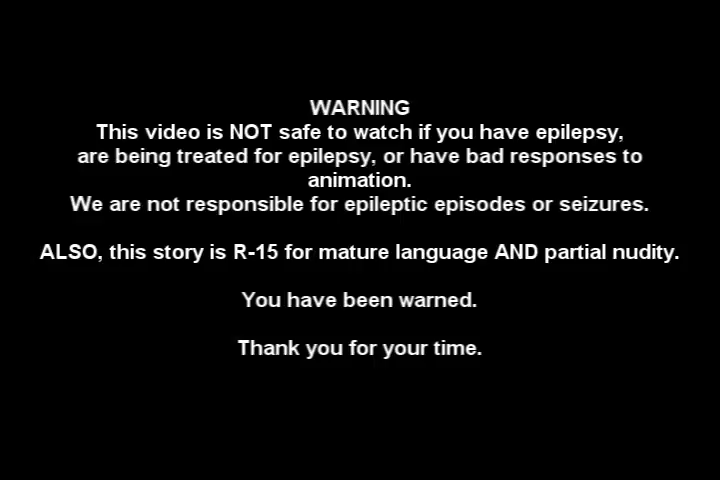 WARNING
This video is NOT safe to watch if you have epilepsy,
are being treated for epilepsy, or have bad responses to
animation.
We are not responsible for epileptic episodes or seizures.
ALSO, this story is R-15 for mature language AND partial nudity.
You have been warned.
Thank you for your time.